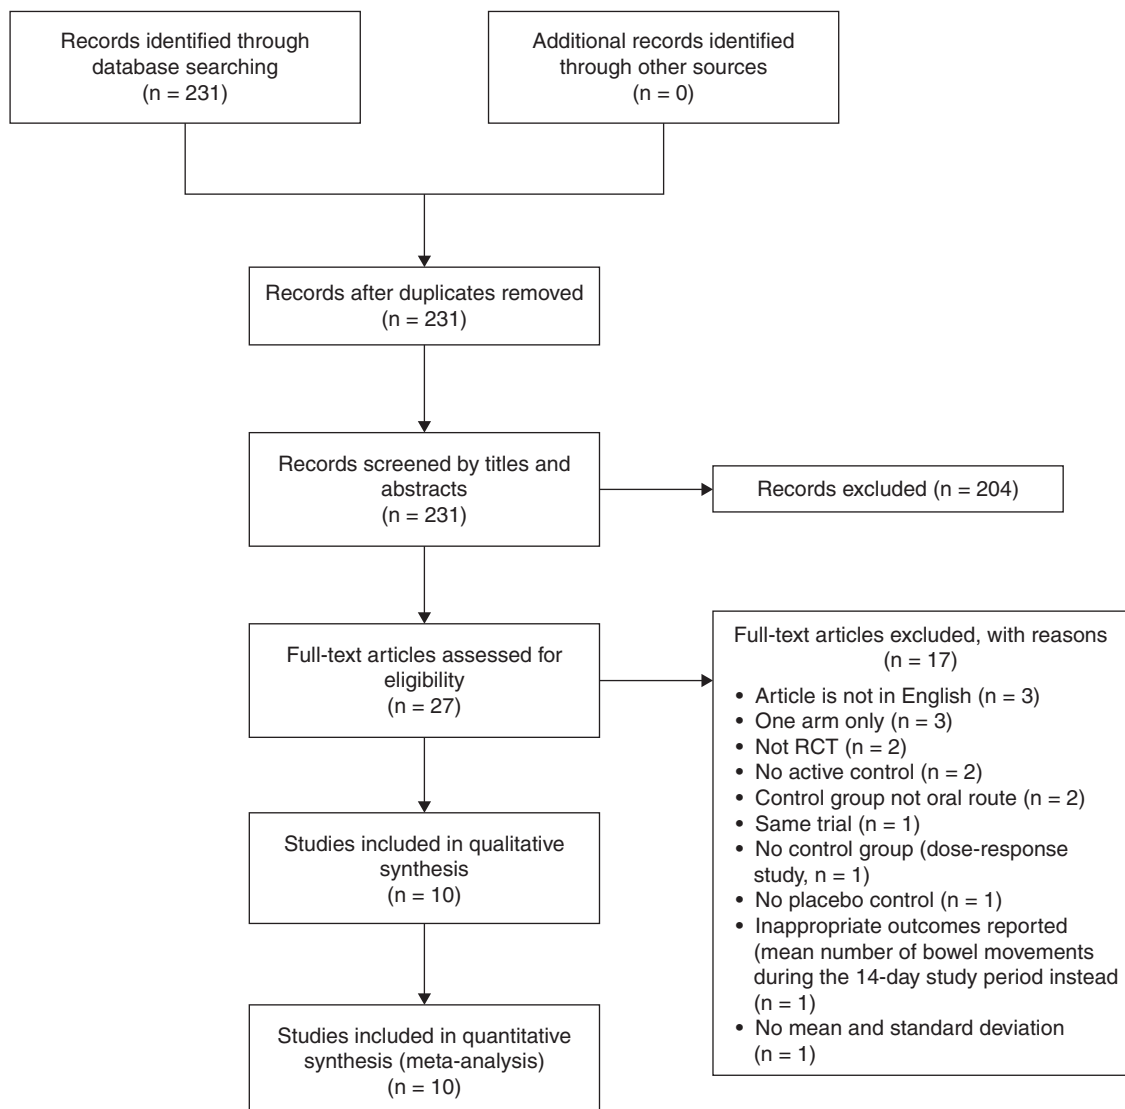 Records identified through
database searching
(n = 231)
Additional records identified
through other sources
(n = 0)
Records after duplicates removed
(n = 231)
Records screened by titles and
abstracts
(n = 231)
Records excluded (n = 204)
Full-text articles assessed for
eligibility
(n = 27)
Full-text articles excluded, with reasons
(n = 17)
• Article is not in English (n = 3)
• One arm only (n = 3)
• Not RCT (n = 2)
• No active control (n = 2)
• Control group not oral route (n = 2)
• Same trial (n = 1)
• No control group (dose-response
study, n = 1)
• No placebo control (n = 1)
• Inappropriate outcomes reported
(mean number of bowel movements
during the 14-day study period instead
(n = 1)
• No mean and standard deviation
(n = 1)
Studies included in qualitative
synthesis
(n = 10)
Studies included in quantitative
synthesis (meta-analysis)
(n = 10)